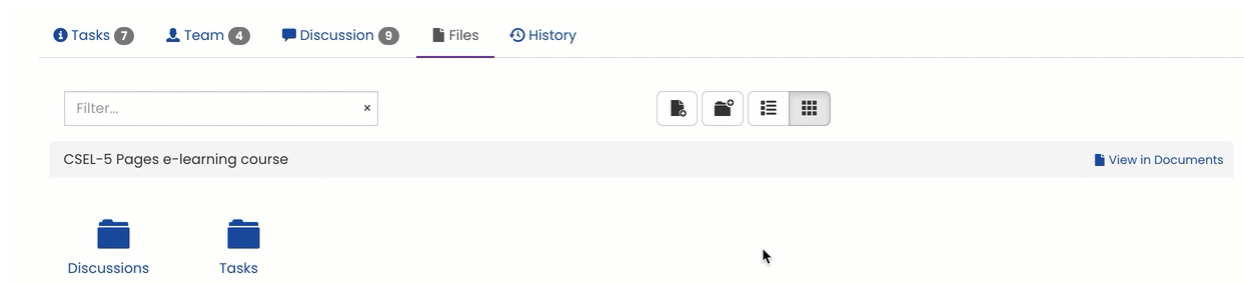 Tasks 7 Team 4 Discussion 9 Files History
Filter... ×
CSEL-5 Pages e-learning course View in Documents
Discussions Tasks